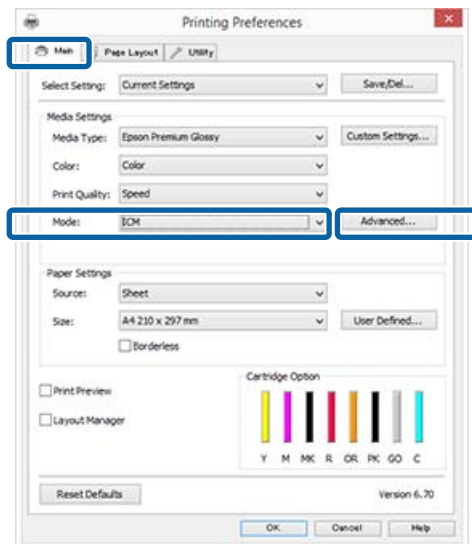 Printing Preferences
Main Page Layout Utility
Select Setting: Current Settings Save/Del...
Media Settings
Media Type: Epson Premium Glossy Custom Settings...
Color: Color
Print Quality: Speed
Mode: ICM Advanced...
Paper Settings
Source: Sheet
Size: A4 210 x 297 mm User Defined...
Borderless
Cartridge Option
Print Preview
Layout Manager
Y M MK R OR PK GO C
Reset Defaults Version 6.70
OK Cancel Help